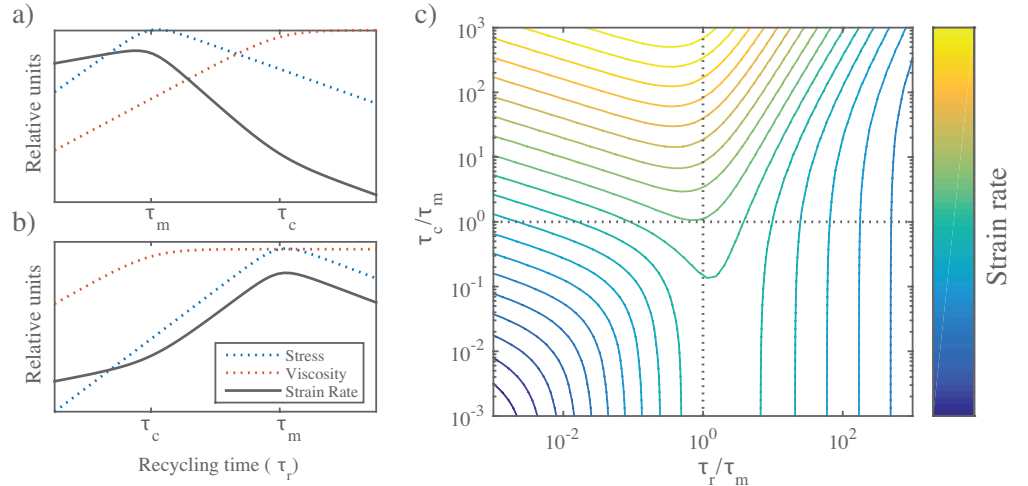 a)
Relative units
τm
τc
b)
Relative units
Stress
Viscosity
Strain Rate
τc
τm
Recycling time ( τr)
c)
10^3
10^2
10^1
10^0
10^-1
10^-2
10^-3
τc/τm
10^-2
10^0
10^2
τr/τm
Strain rate